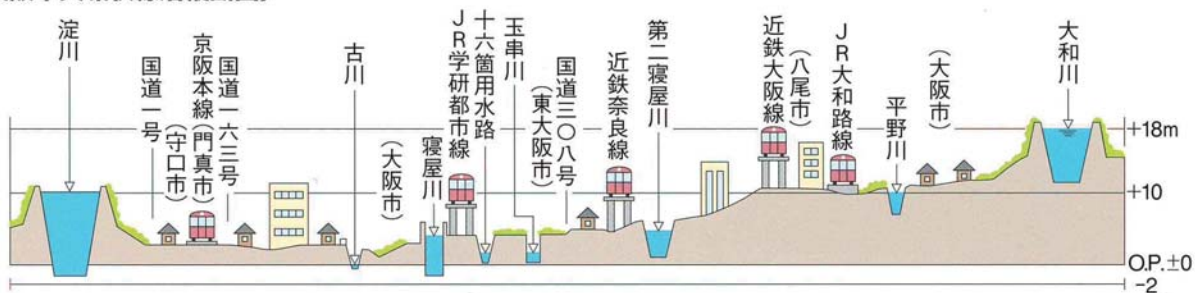 淀川
国道一号
(守口市)
京阪本線
(門真市)
国道一六三号
古川
(大阪市)
寝屋川
JR学研都市線
十六箇用水路
玉串川
(東大阪市)
国道三〇八号
近鉄奈良線
第二寝屋川
近鉄大阪線
(八尾市)
JR大和路線
平野川
(大阪市)
大和川
+18m
+10
O.P.±0
-2